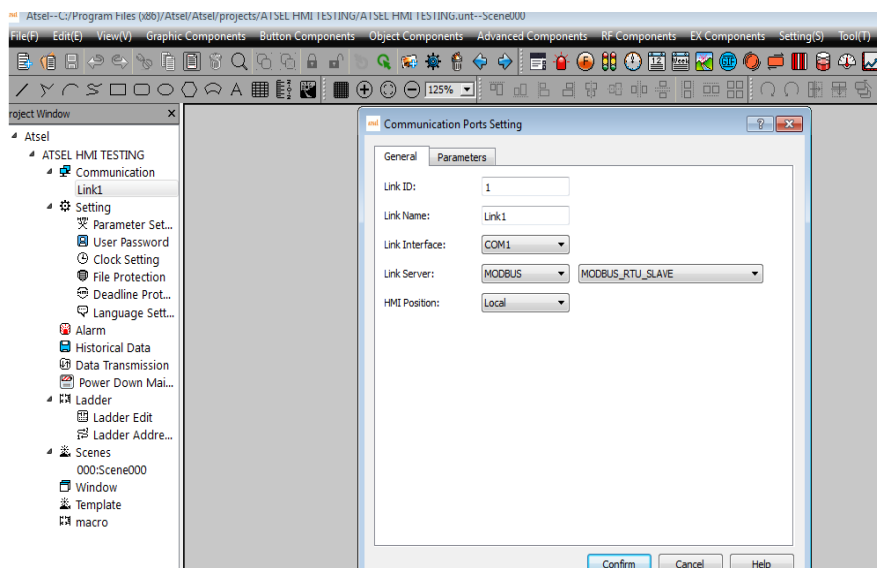 Atsel--C:/Program Files (x86)/Atsel/Atsel/projects/ATSEL HMI TESTING/ATSEL HMI TESTING.unt--Scene000
File(F) Edit(E) View(V) Graphic Components Button Components Object Components Advanced Components RF Components EX Components Setting(S) Tool(T)
125%
roject Window
Atsel
ATSEL HMI TESTING
Communication
Link1
Setting
Parameter Set...
User Password
Clock Setting
File Protection
Deadline Prot...
Language Sett...
Alarm
Historical Data
Data Transmission
Power Down Mai...
Ladder
Ladder Edit
Ladder Addre...
Scenes
000:Scene000
Window
Template
macro
Communication Ports Setting
General Parameters
Link ID: 1
Link Name: Link1
Link Interface: COM1
Link Server: MODBUS MODBUS_RTU_SLAVE
HMI Position: Local
Confirm Cancel Help